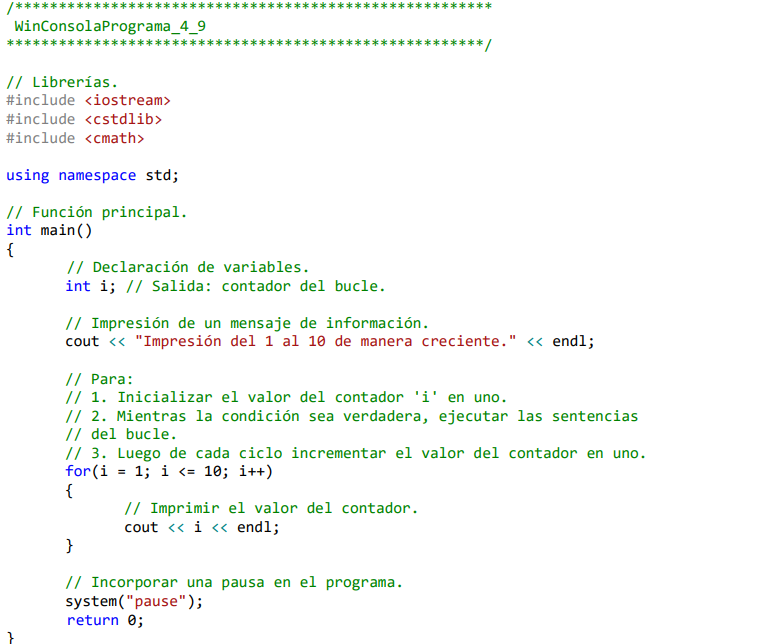 /*******************************************************
 WinConsolaPrograma_4_9
*******************************************************/

// Librerías.
#include <iostream>
#include <cstdlib>
#include <cmath>

using namespace std;

// Función principal.
int main()
{
       // Declaración de variables.
       int i; // Salida: contador del bucle.

       // Impresión de un mensaje de información.
       cout << "Impresión del 1 al 10 de manera creciente." << endl;

       // Para:
       // 1. Inicializar el valor del contador 'i' en uno.
       // 2. Mientras la condición sea verdadera, ejecutar las sentencias
       // del bucle.
       // 3. Luego de cada ciclo incrementar el valor del contador en uno.
       for(i = 1; i <= 10; i++)
       {
              // Imprimir el valor del contador.
              cout << i << endl;
       }

       // Incorporar una pausa en el programa.
       system("pause");
       return 0;
}